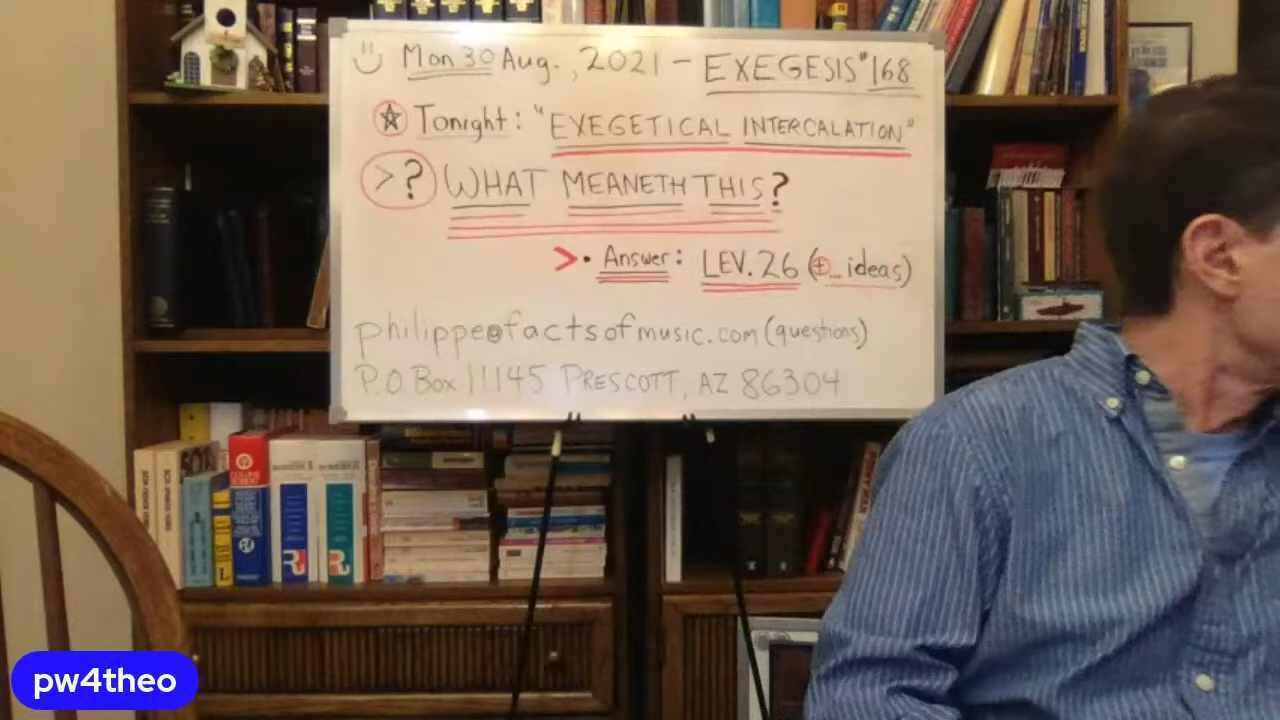 Mon 30 Aug., 2021 - EXEGESIS #168
Tonight: "EXEGETICAL INTERCALATION"
>? WHAT MEANETH THIS?
>• Answer: LEV. 26 (+... ideas)
philippe@factsofmusic.com (questions)
P.O Box 11145 PRESCOTT, AZ 86304
pw4theo